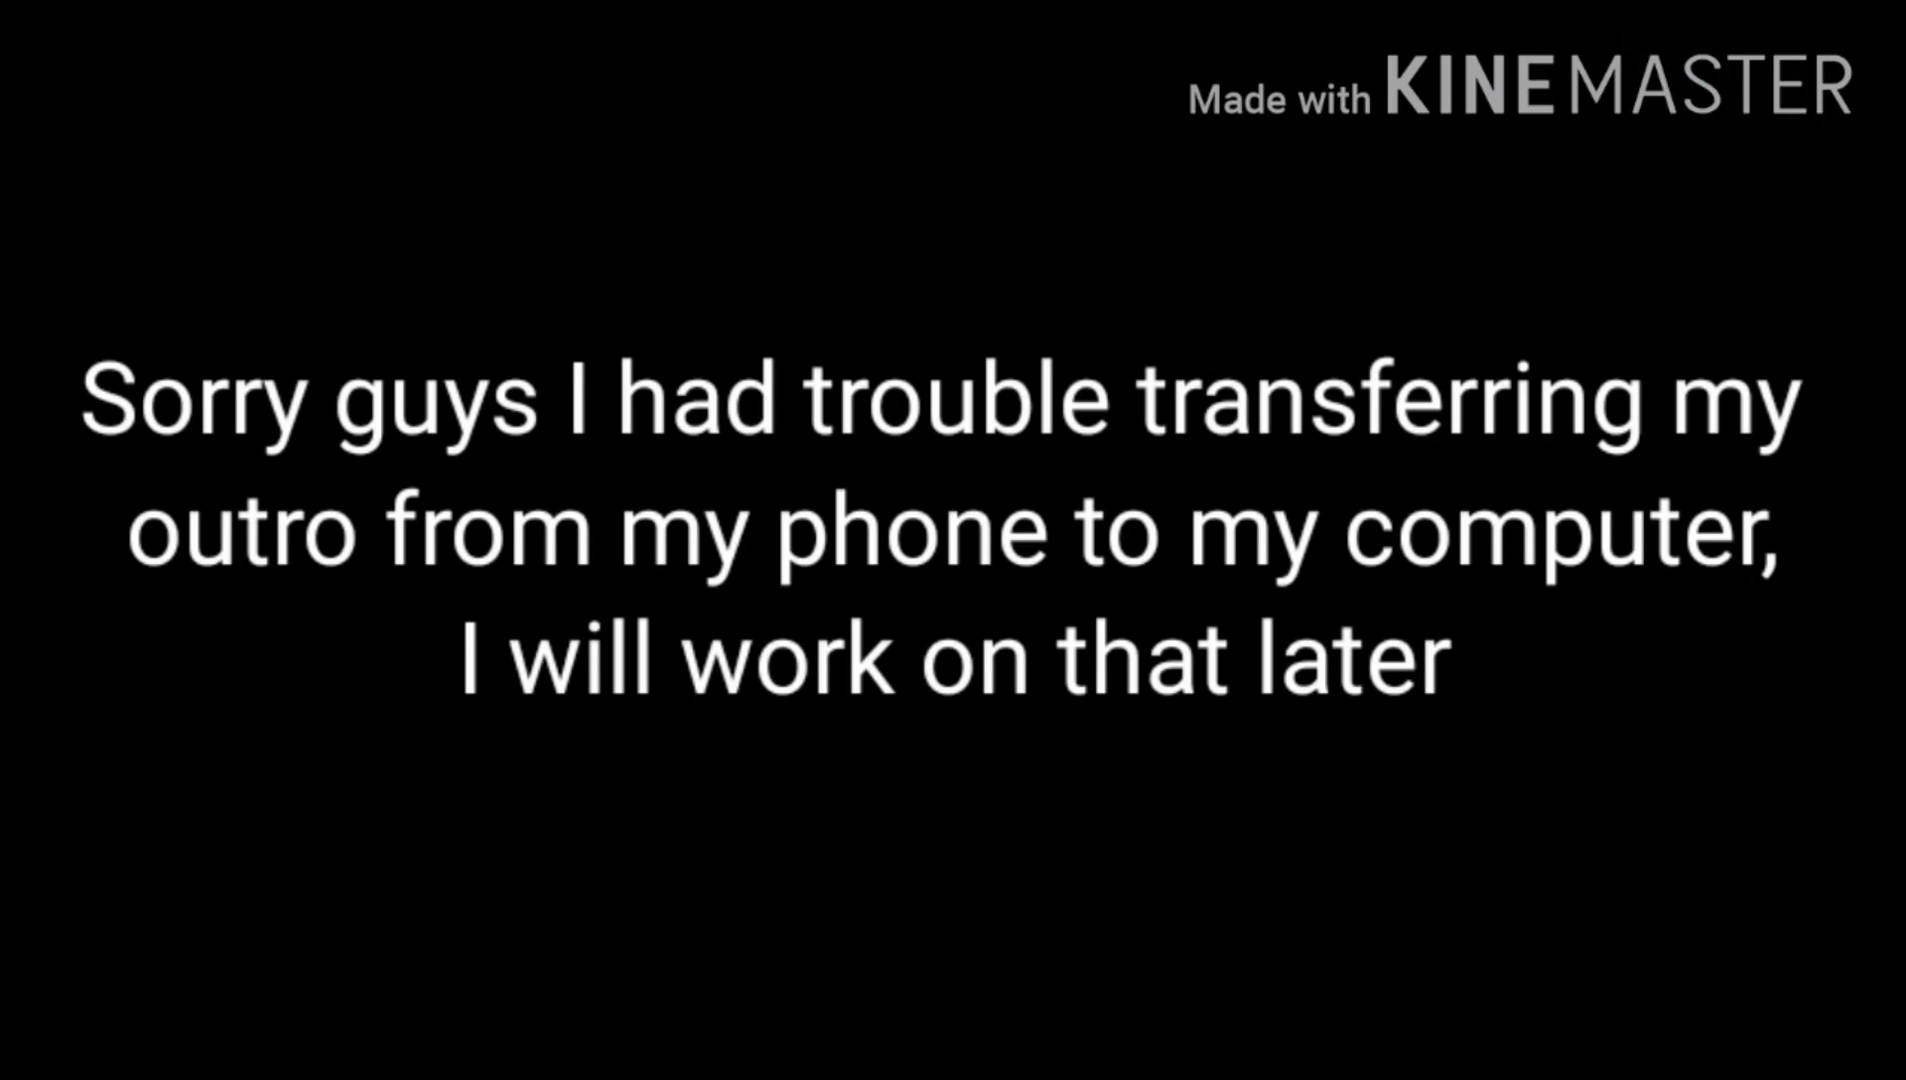 Made with KINEMASTER
Sorry guys I had trouble transferring my
outro from my phone to my computer,
I will work on that later